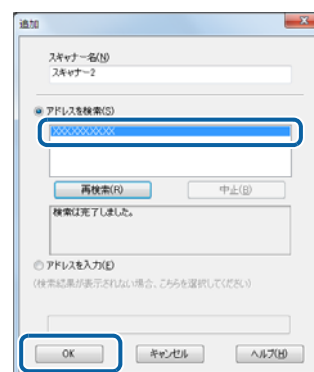 追加
スキャナー名(N)
スキャナー2
アドレスを検索(S)
XXXXXXXXXXX
再検索(R)
中止(B)
検索は完了しました。
アドレスを入力(E)
(検索結果が表示されない場合、こちらを選択してください)
OK
キャンセル
ヘルプ(H)